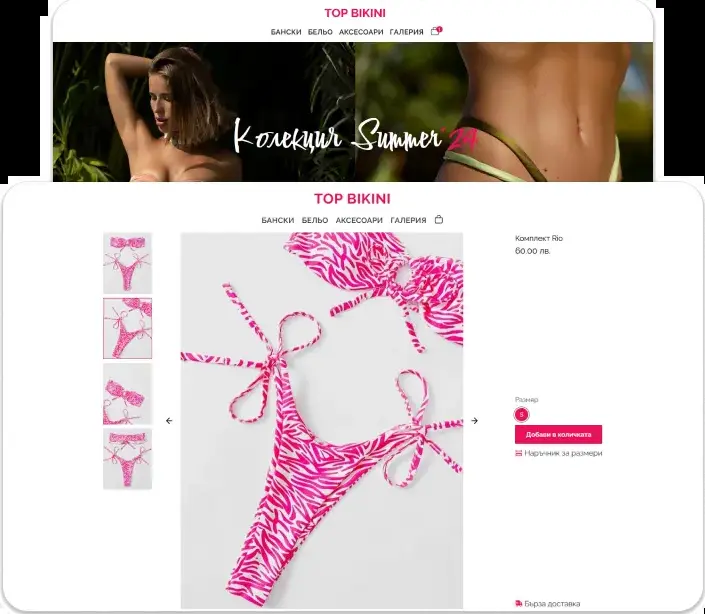 TOP BIKINI
БАНСКИ БЕЛЬО АКСЕСОАРИ ГАЛЕРИЯ
Колекция Summer '24
TOP BIKINI
БАНСКИ БЕЛЬО АКСЕСОАРИ ГАЛЕРИЯ
Комплект Rio
60.00 лв.
Размер
S
Добави в количката
Наръчник за размери
Бърза доставка